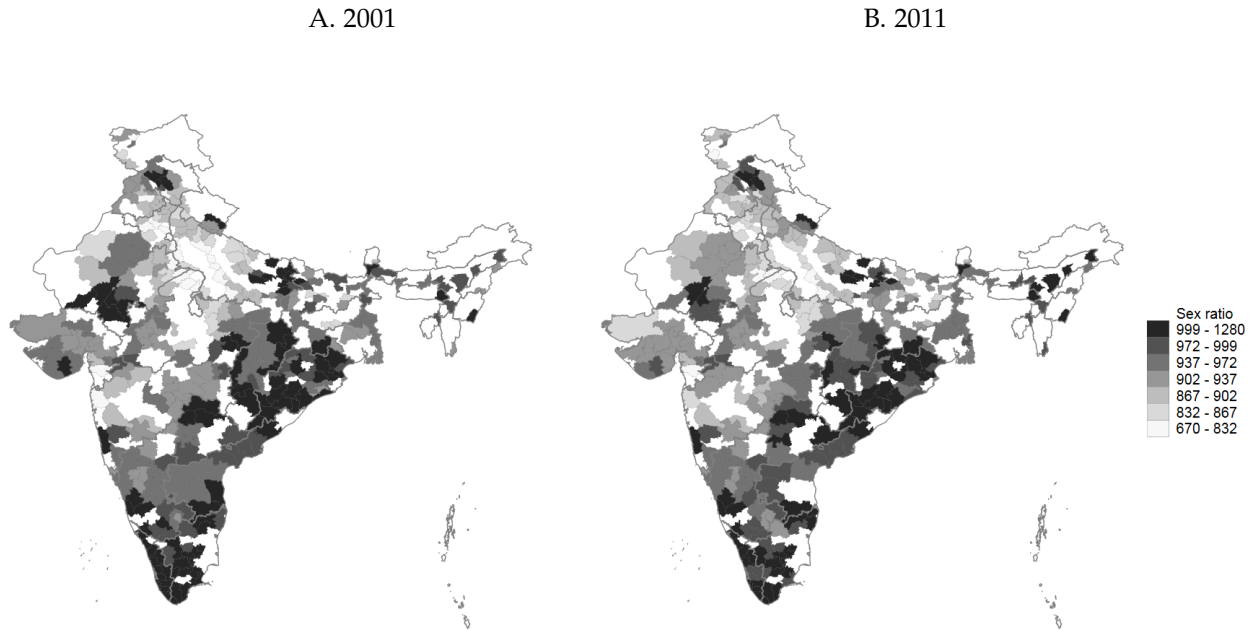 A. 2001
B. 2011
Sex ratio
999 - 1280
972 - 999
937 - 972
902 - 937
867 - 902
832 - 867
670 - 832